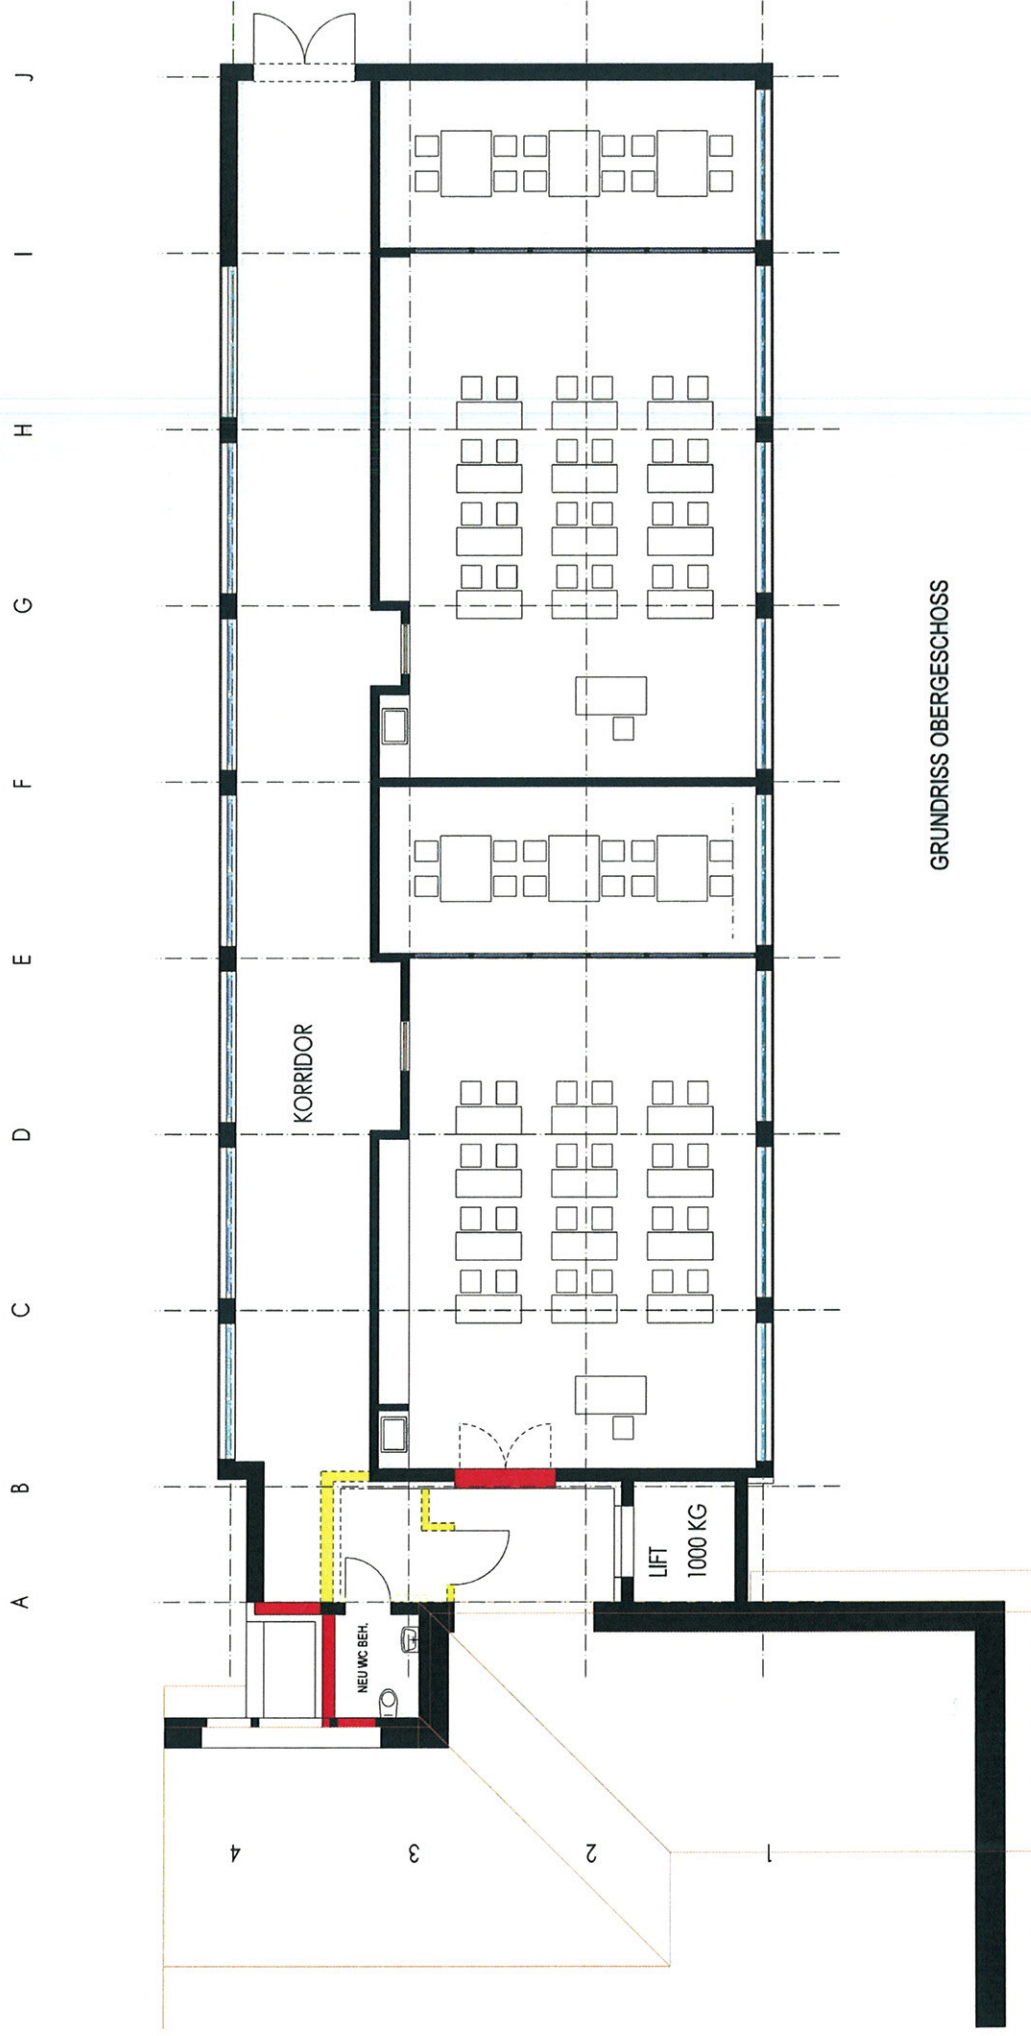 A
B
C
D
E
F
G
H
I
J
4
3
2
1
KORRIDOR
NEU WC BEH.
LIFT
1000 KG
GRUNDRISS OBERGESCHOSS